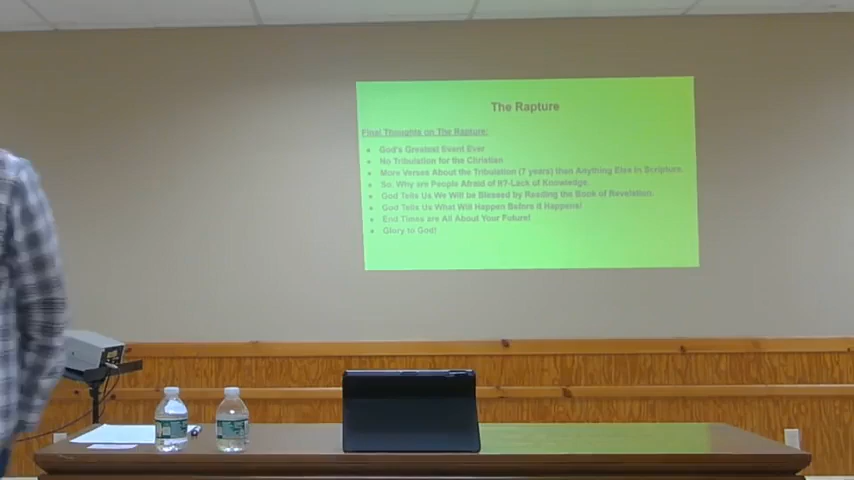 The Rapture
Final Thoughts on The Rapture:
God's Greatest Event Ever
No Tribulation for the Christian
More Verses About the Tribulation (7 years) then Anything Else in Scripture.
So, Why are People Afraid of It?-Lack of Knowledge.
God Tells Us We will be Blessed by Reading the Book of Revelation.
God Tells Us What Will Happen Before it Happens!
End Times are All About Your Future!
Glory to God!